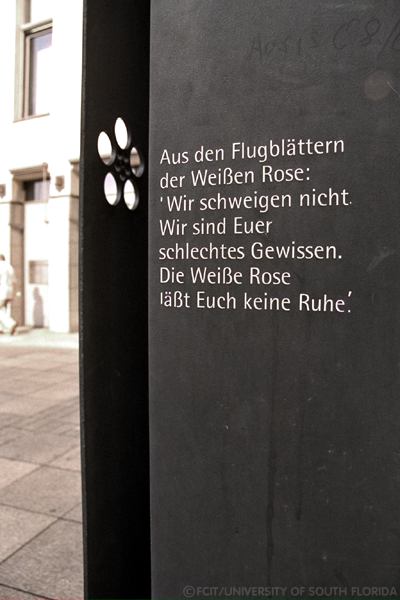 Aus den Flugblättern
der Weißen Rose:
'Wir schweigen nicht.
Wir sind Euer
schlechtes Gewissen.
Die Weiße Rose
läßt Euch keine Ruhe.'
©FCIT/UNIVERSITY OF SOUTH FLORIDA